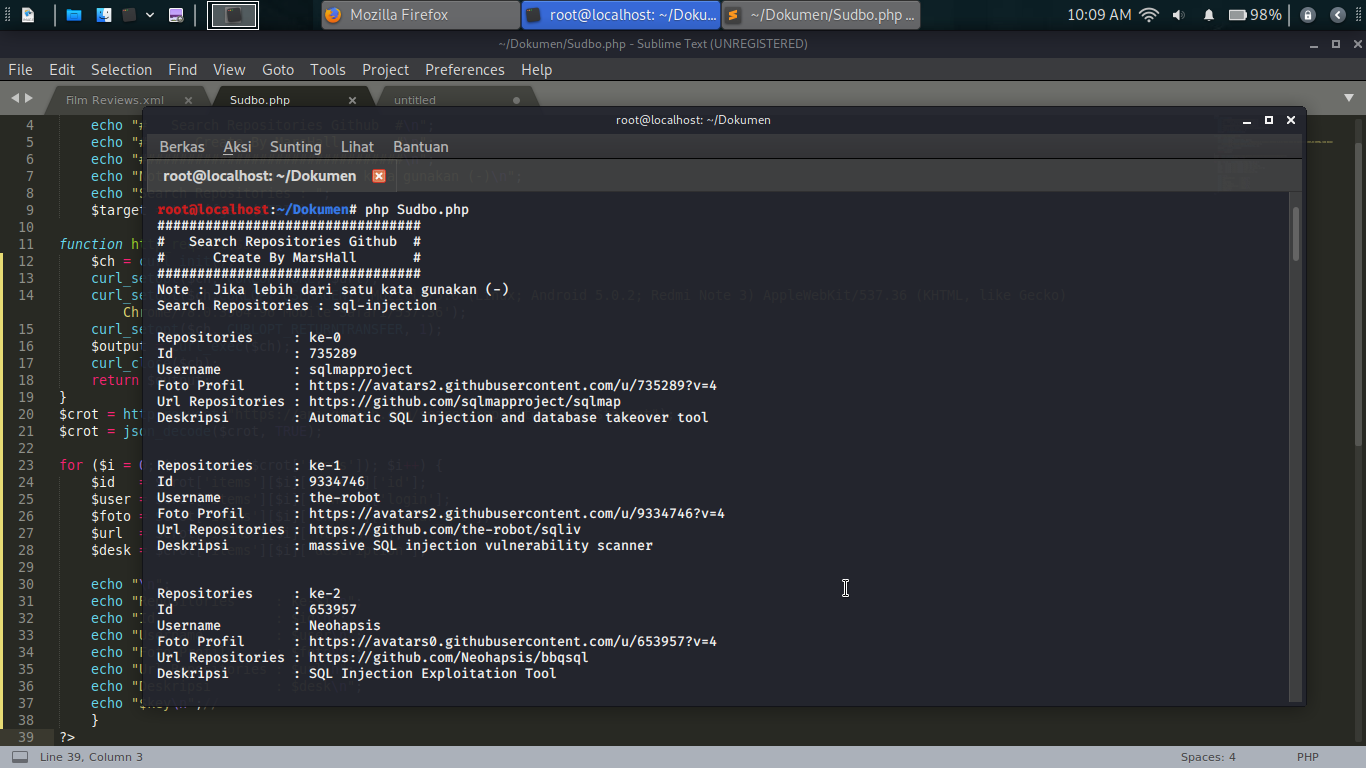 Mozilla Firefox
root@localhost: ~/Doku...
~/Dokumen/Sudbo.php ...
10:09 AM
98%
~/Dokumen/Sudbo.php - Sublime Text (UNREGISTERED)
File Edit Selection Find View Goto Tools Project Preferences Help
Film Reviews.xml
Sudbo.php
untitled
root@localhost: ~/Dokumen
Berkas Aksi Sunting Lihat Bantuan
root@localhost: ~/Dokumen
root@localhost:~/Dokumen# php Sudbo.php
#################################
# Search Repositories Github #
# Create By MarsHall #
#################################
Note : Jika lebih dari satu kata gunakan (-)
Search Repositories : sql-injection
Repositories : ke-0
Id : 735289
Username : sqlmapproject
Foto Profil : https://avatars2.githubusercontent.com/u/735289?v=4
Url Repositories : https://github.com/sqlmapproject/sqlmap
Deskripsi : Automatic SQL injection and database takeover tool
Repositories : ke-1
Id : 9334746
Username : the-robot
Foto Profil : https://avatars2.githubusercontent.com/u/9334746?v=4
Url Repositories : https://github.com/the-robot/sqliv
Deskripsi : massive SQL injection vulnerability scanner
Repositories : ke-2
Id : 653957
Username : Neohapsis
Foto Profil : https://avatars0.githubusercontent.com/u/653957?v=4
Url Repositories : https://github.com/Neohapsis/bbqsql
Deskripsi : SQL Injection Exploitation Tool
4 echo "#
5 echo "#
6 echo "#
7 echo "
8 echo "
9 $target
10
11 function
12 $ch =
13
14
15
16 $output
17
18 return
19 }
20 $crot =
21 $crot =
22
23 for ($i =
24 $id
25 $user =
26 $foto =
27 $url
28 $desk =
29
30 echo "
31 echo "
32 echo "
33 echo "
34 echo "
35 echo "
36 echo "
37 echo "
38 }
39 ?>
Line 39, Column 3
Spaces: 4
PHP